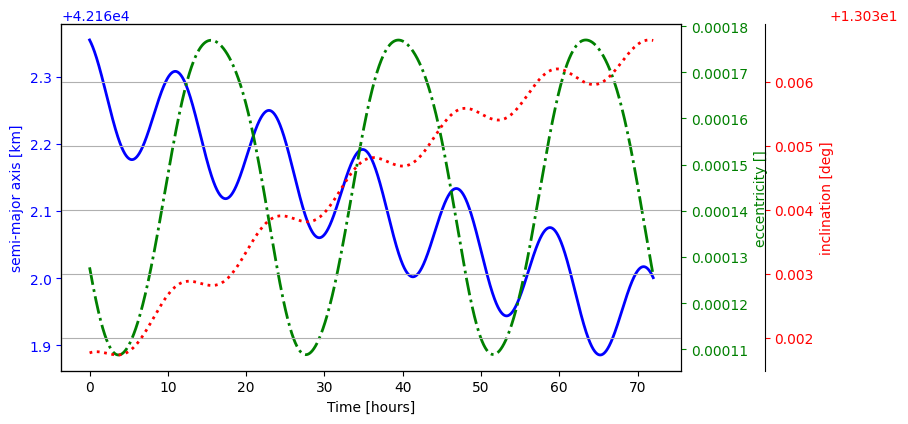 +4.216e4
+1.303e1
2.3
2.2
2.1
2.0
1.9
semi-major axis [km]
0 10 20 30 40 50 60 70
Time [hours]
0.00018
0.00017
0.00016
0.00015
0.00014
0.00013
0.00012
0.00011
eccentricity []
0.006
0.005
0.004
0.003
0.002
inclination [deg]